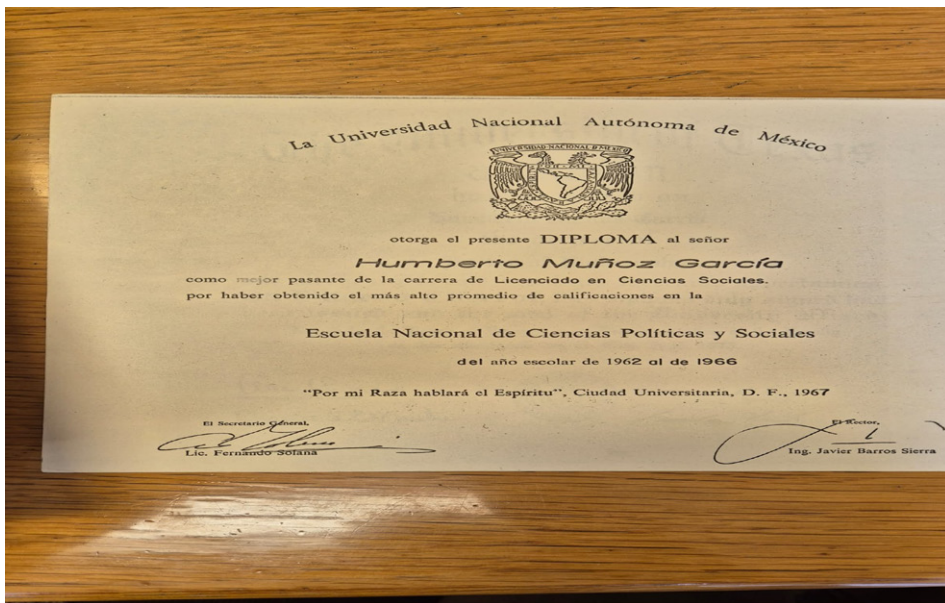 La Universidad Nacional Autónoma de México
UNIVERSIDAD NACIONAL D MEXICO
otorga el presente DIPLOMA al señor
Humberto Muñoz García
como mejor pasante de la carrera de Licenciado en Ciencias Sociales.
por haber obtenido el más alto promedio de calificaciones en la
Escuela Nacional de Ciencias Políticas y Sociales
del año escolar de 1962 al de 1966
"Por mi Raza hablará el Espíritu", Ciudad Universitaria, D. F., 1967
El Secretario General,
Lic. Fernando Solana
El Rector,
Ing. Javier Barros Sierra